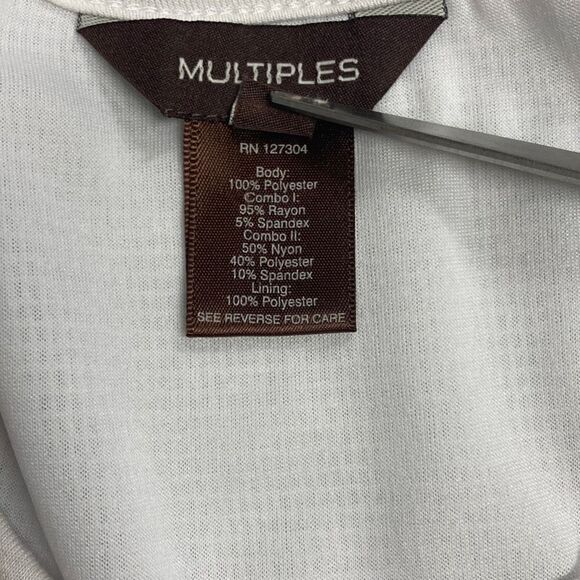 MULTIPLES
RN 127304
Body:
100% Polyester
Combo I:
95% Rayon
5% Spandex
Combo II:
50% Nyon
40% Polyester
10% Spandex
Lining:
100% Polyester
SEE REVERSE FOR CARE